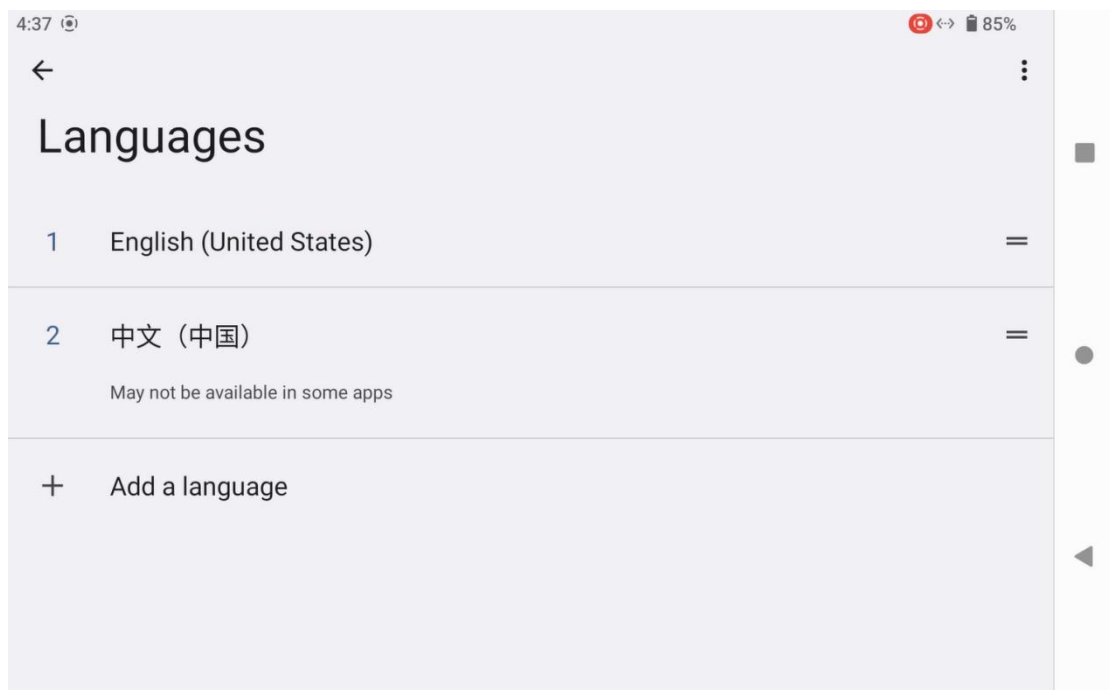 4:37
85%
Languages
1 English (United States)
2 中文（中国）
May not be available in some apps
Add a language